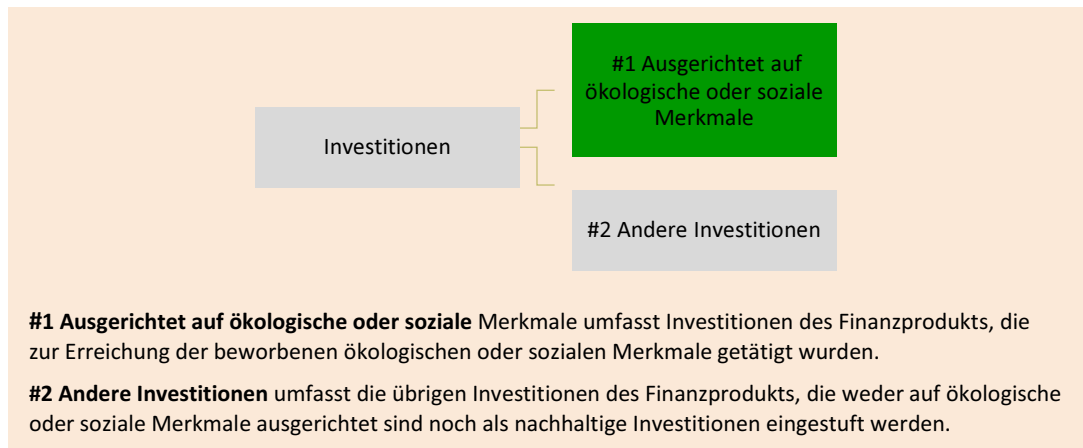 #1 Ausgerichtet auf
ökologische oder soziale
Merkmale
Investitionen
#2 Andere Investitionen
#1 Ausgerichtet auf ökologische oder soziale Merkmale umfasst Investitionen des Finanzprodukts, die
zur Erreichung der beworbenen ökologischen oder sozialen Merkmale getätigt wurden.
#2 Andere Investitionen umfasst die übrigen Investitionen des Finanzprodukts, die weder auf ökologische
oder soziale Merkmale ausgerichtet sind noch als nachhaltige Investitionen eingestuft werden.